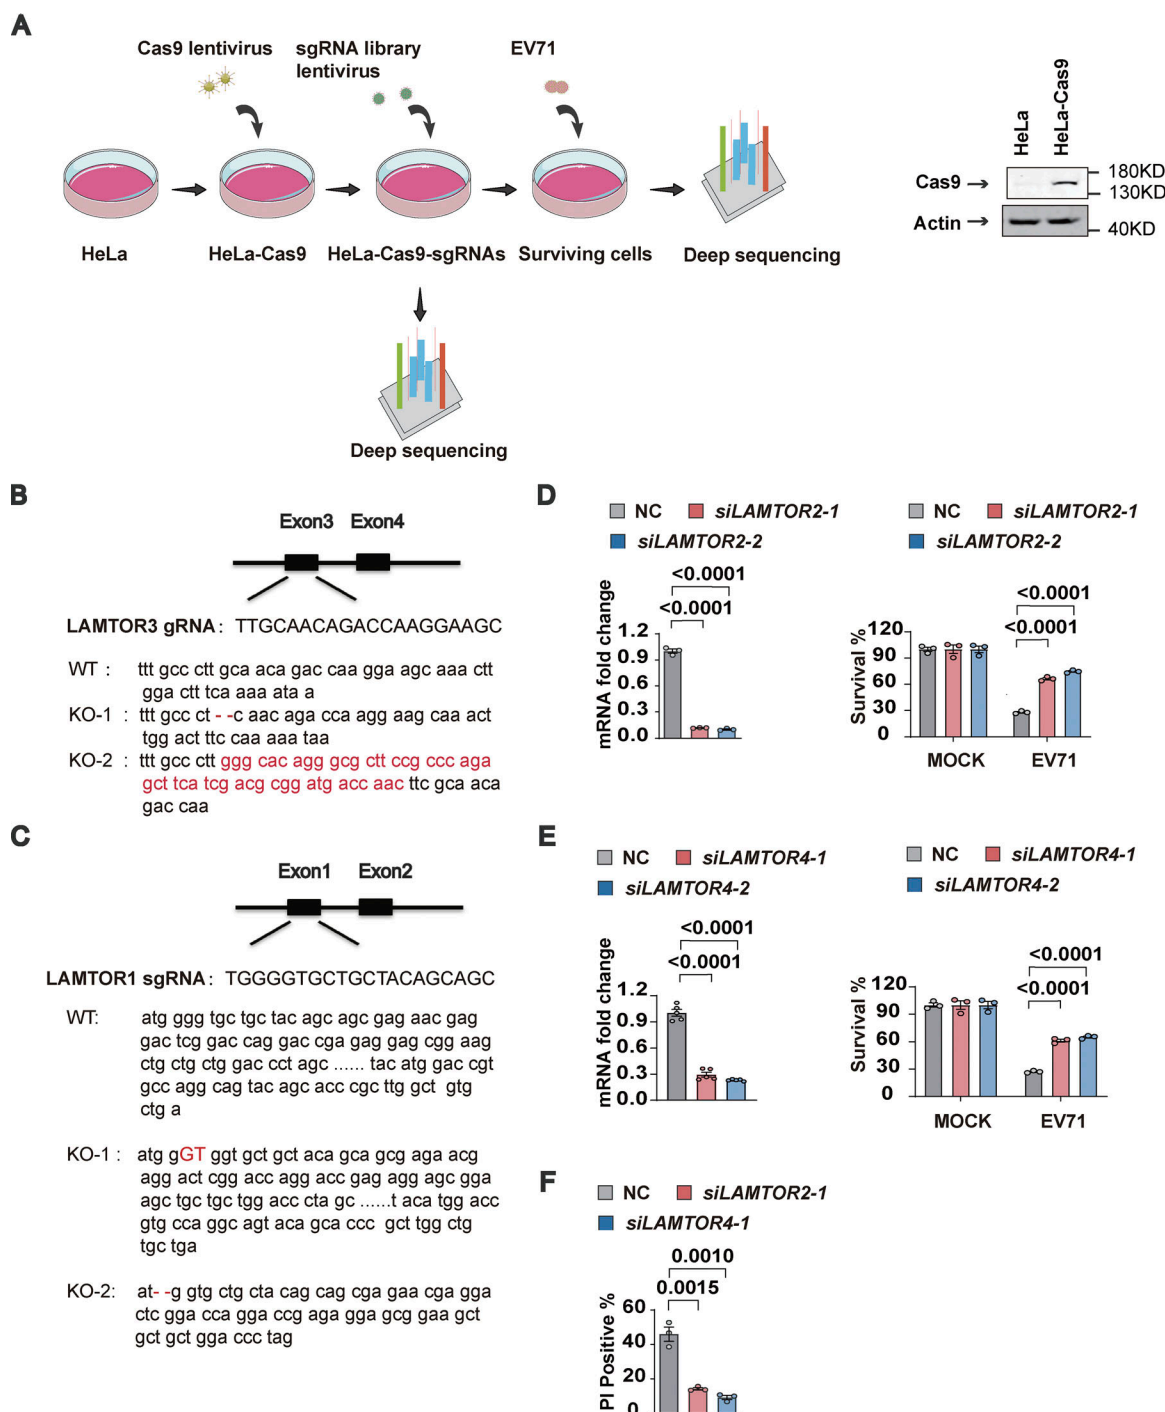 A
Cas9 lentivirus
sgRNA library
lentivirus
EV71
HeLa
HeLa-Cas9
HeLa-Cas9-sgRNAs
Surviving cells
Deep sequencing
Deep sequencing
HeLa
HeLa-Cas9
Cas9
180KD
130KD
Actin
40KD
B
Exon3 Exon4
LAMTOR3 gRNA: TTGCAACAGACCAAGGAAGC
WT : ttt gcc ctt gca aca gac caa gga agc aaa ctt
gga ctt tca aaa ata a
KO-1 : ttt gcc ct- -c aac aga cca agg aag caa act
tgg act ttc caa aaa taa
KO-2 : ttt gcc ctt ggg cac agg gcg ctt ccg ccc aga
gct tca tcg acg cgg atg acc aac ttc gca aca
gac caa
C
Exon1 Exon2
LAMTOR1 sgRNA: TGGGGTGCTGCTACAGCAGC
WT: atg ggg tgc tgc tac agc agc gag aac gag
gac tcg gac cag gac cga gag gag cgg aag
ctg ctg ctg gac cct agc ...... tac atg gac cgt
gcc agg cag tac agc acc cgc ttg gct gtg
ctg a
KO-1 : atg gGT ggt gct gct aca gca gcg aga acg
agg act cgg acc agg acc gag agg agc gga
agc tgc tgc tgg acc cta gc ......t aca tgg acc
gtg cca ggc agt aca gca ccc gct tgg ctg
tgc tga
KO-2: at- -g gtg ctg cta cag cag cga gaa cga gga
ctc gga cca gga ccg aga gga gcg gaa gct
gct gct gga ccc tag
D
NC siLAMTOR2-1
siLAMTOR2-2
<0.0001
<0.0001
mRNA fold change
1.2
0.9
0.6
0.3
0.0
NC siLAMTOR2-1
siLAMTOR2-2
<0.0001
<0.0001
Survival %
120
90
60
30
0
MOCK EV71
E
NC siLAMTOR4-1
siLAMTOR4-2
<0.0001
<0.0001
mRNA fold change
1.2
0.9
0.6
0.3
0.0
NC siLAMTOR4-1
siLAMTOR4-2
<0.0001
<0.0001
Survival %
120
90
60
30
0
MOCK EV71
F
NC siLAMTOR2-1
siLAMTOR4-1
0.0010
0.0015
PI Positive %
60
40
20
0